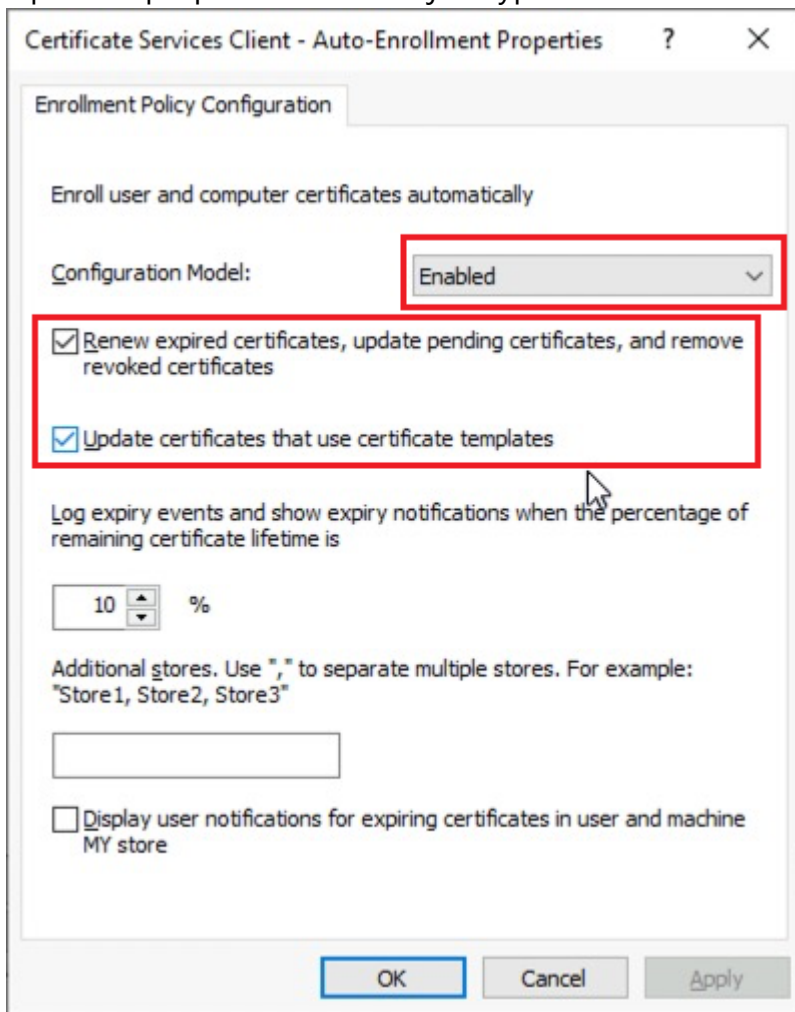 Certificate Services Client - Auto-Enrollment Properties ? ×
Enrollment Policy Configuration
Enroll user and computer certificates automatically
Configuration Model: Enabled
Renew expired certificates, update pending certificates, and remove
revoked certificates
Update certificates that use certificate templates
Log expiry events and show expiry notifications when the percentage of
remaining certificate lifetime is
10 %
Additional stores. Use "," to separate multiple stores. For example:
"Store1, Store2, Store3"
Display user notifications for expiring certificates in user and machine
MY store
OK Cancel Apply